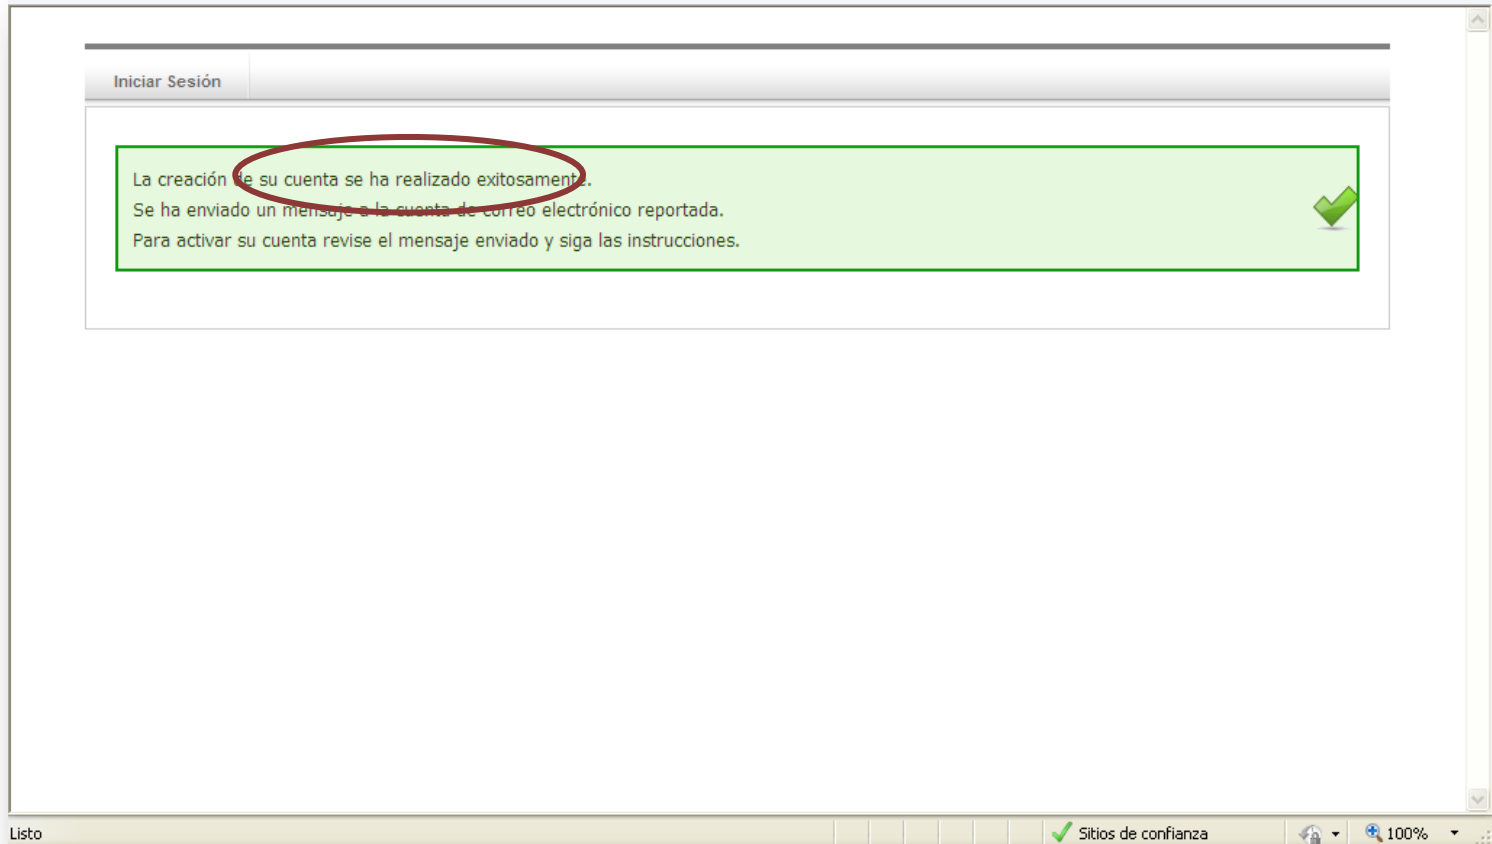 Iniciar Sesión
La creación de su cuenta se ha realizado exitosamente.
Se ha enviado un mensaje a la cuenta de correo electrónico reportada.
Para activar su cuenta revise el mensaje enviado y siga las instrucciones.
Listo
Sitios de confianza
100%